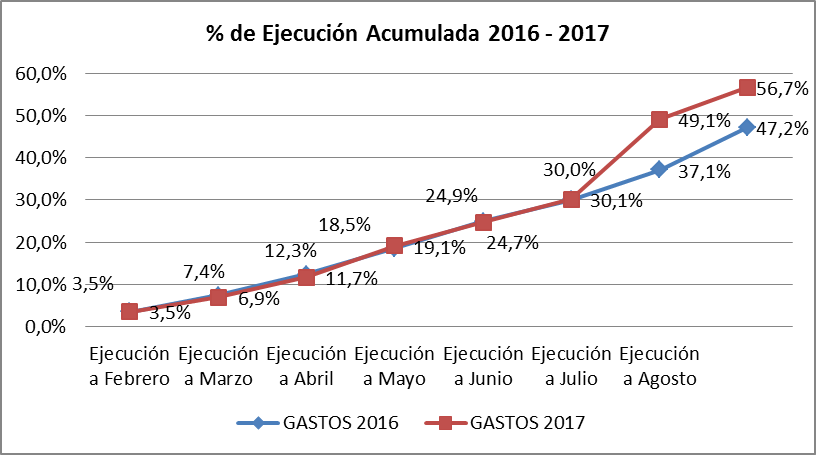 % de Ejecución Acumulada 2016 - 2017
60,0%
50,0%
40,0%
30,0%
20,0%
10,0%
0,0%
3,5%
7,4%
12,3%
18,5%
24,9%
30,0%
37,1%
47,2%
3,5%
6,9%
11,7%
19,1%
24,7%
30,1%
49,1%
56,7%
Ejecución
a Febrero
Ejecución
a Marzo
Ejecución
a Abril
Ejecución
a Mayo
Ejecución
a Junio
Ejecución
a Julio
Ejecución
a Agosto
GASTOS 2016
GASTOS 2017